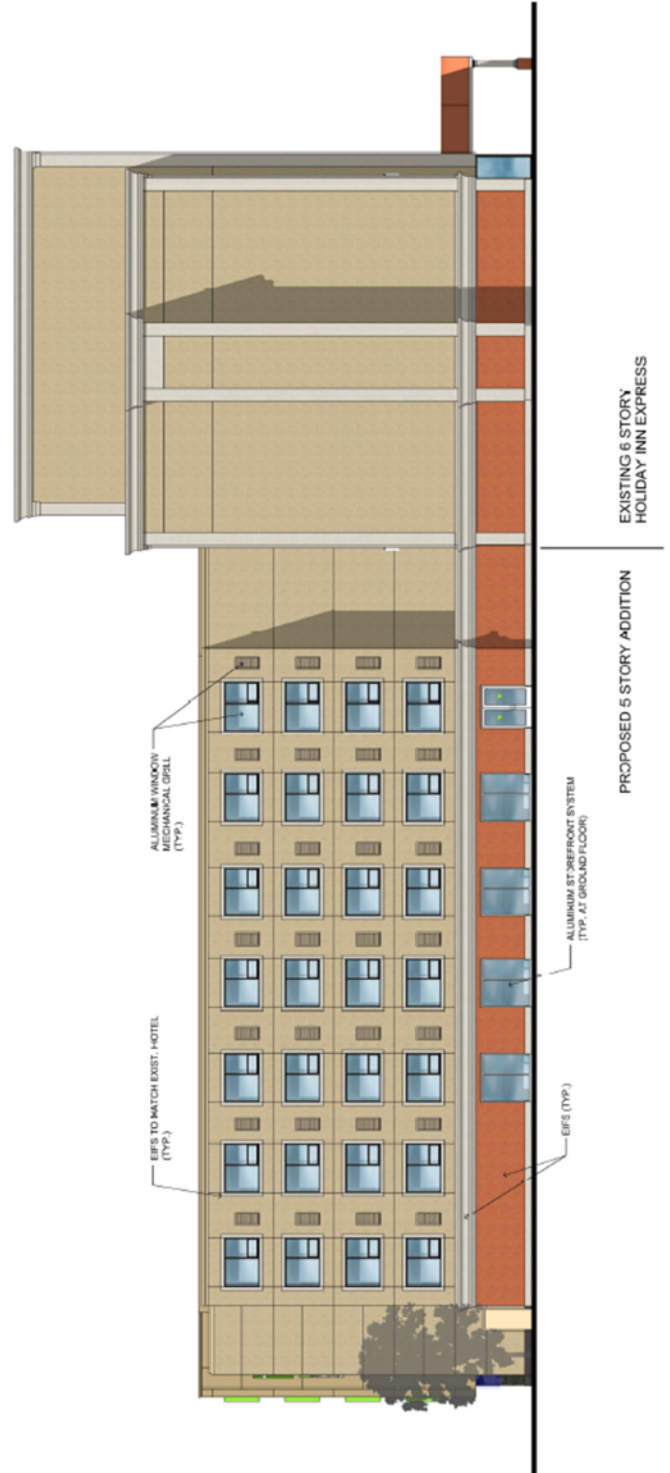 EIFS TO MATCH EXIST. HOTEL
(TYP.)
ALUMINUM WINDOW
MECHANICAL GRILL
(TYP.)
EIFS (TYP.)
ALUMINUM STOREFRONT SYSTEM
(TYP. AT GROUND FLOOR)
PROPOSED 5 STORY ADDITION
EXISTING 6 STORY
HOLIDAY INN EXPRESS